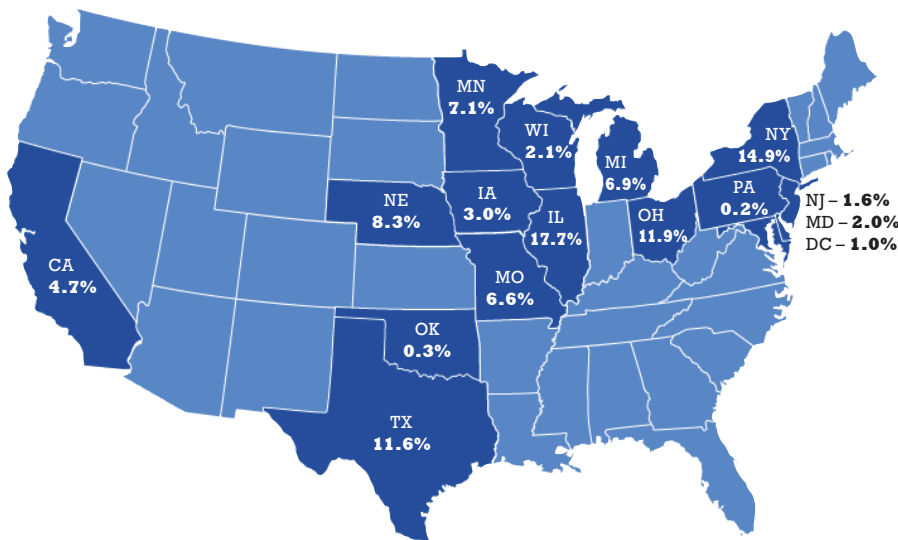 MN
7.1%
WI
2.1%
MI
6.9%
NY
14.9%
PA
0.2%
NJ – 1.6%
MD – 2.0%
DC – 1.0%
NE
8.3%
IA
3.0%
IL
17.7%
OH
11.9%
CA
4.7%
MO
6.6%
OK
0.3%
TX
11.6%